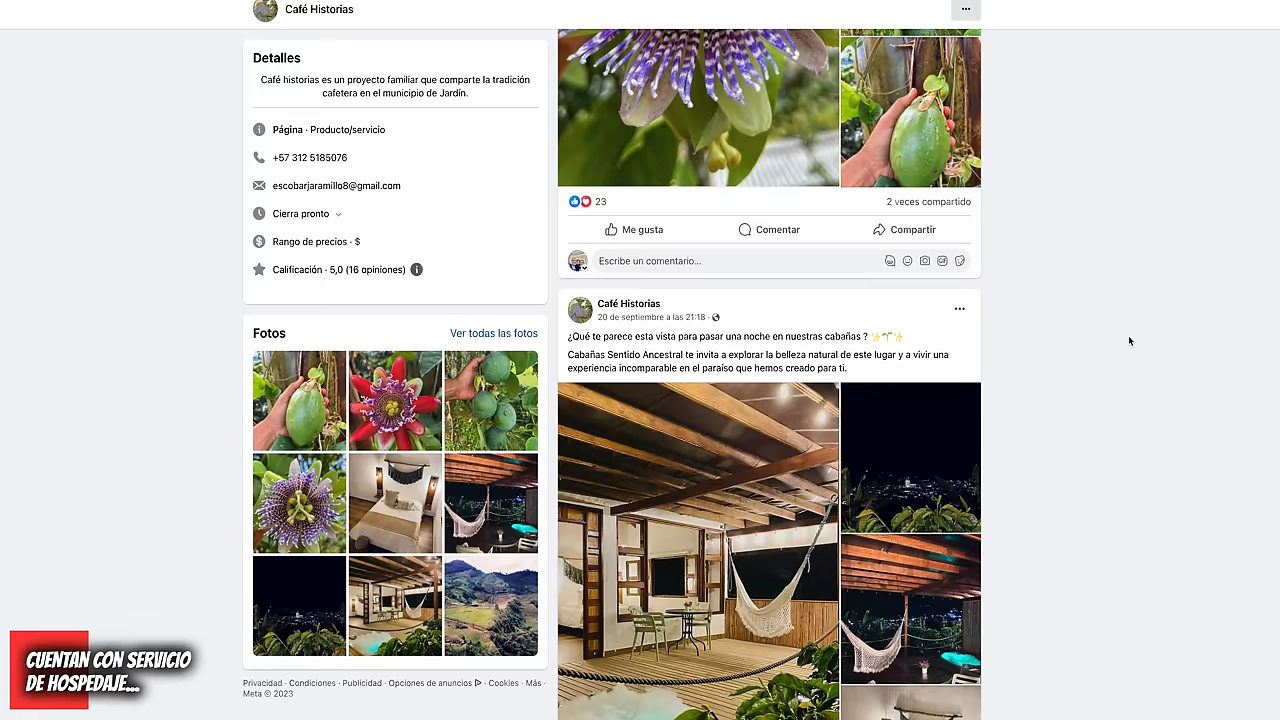 Café Historias
Detalles
Café historias es un proyecto familiar que comparte la tradición
cafetera en el municipio de Jardín.
Página · Producto/servicio
+57 312 5185076
escobarjaramillo8@gmail.com
Cierra pronto
Rango de precios · $
Calificación · 5,0 (16 opiniones)
Fotos
Ver todas las fotos
Privacidad · Condiciones · Publicidad · Opciones de anuncios · Cookies · Más ·
Meta © 2023
23
2 veces compartido
Me gusta
Comentar
Compartir
Escribe un comentario...
Café Historias
20 de septiembre a las 21:18 ·
¿Qué te parece esta vista para pasar una noche en nuestras cabañas ? ✨🌱✨
Cabañas Sentido Ancestral te invita a explorar la belleza natural de este lugar y a vivir una
experiencia incomparable en el paraíso que hemos creado para ti.
CUENTAN CON SERVICIO
DE HOSPEDAJE...